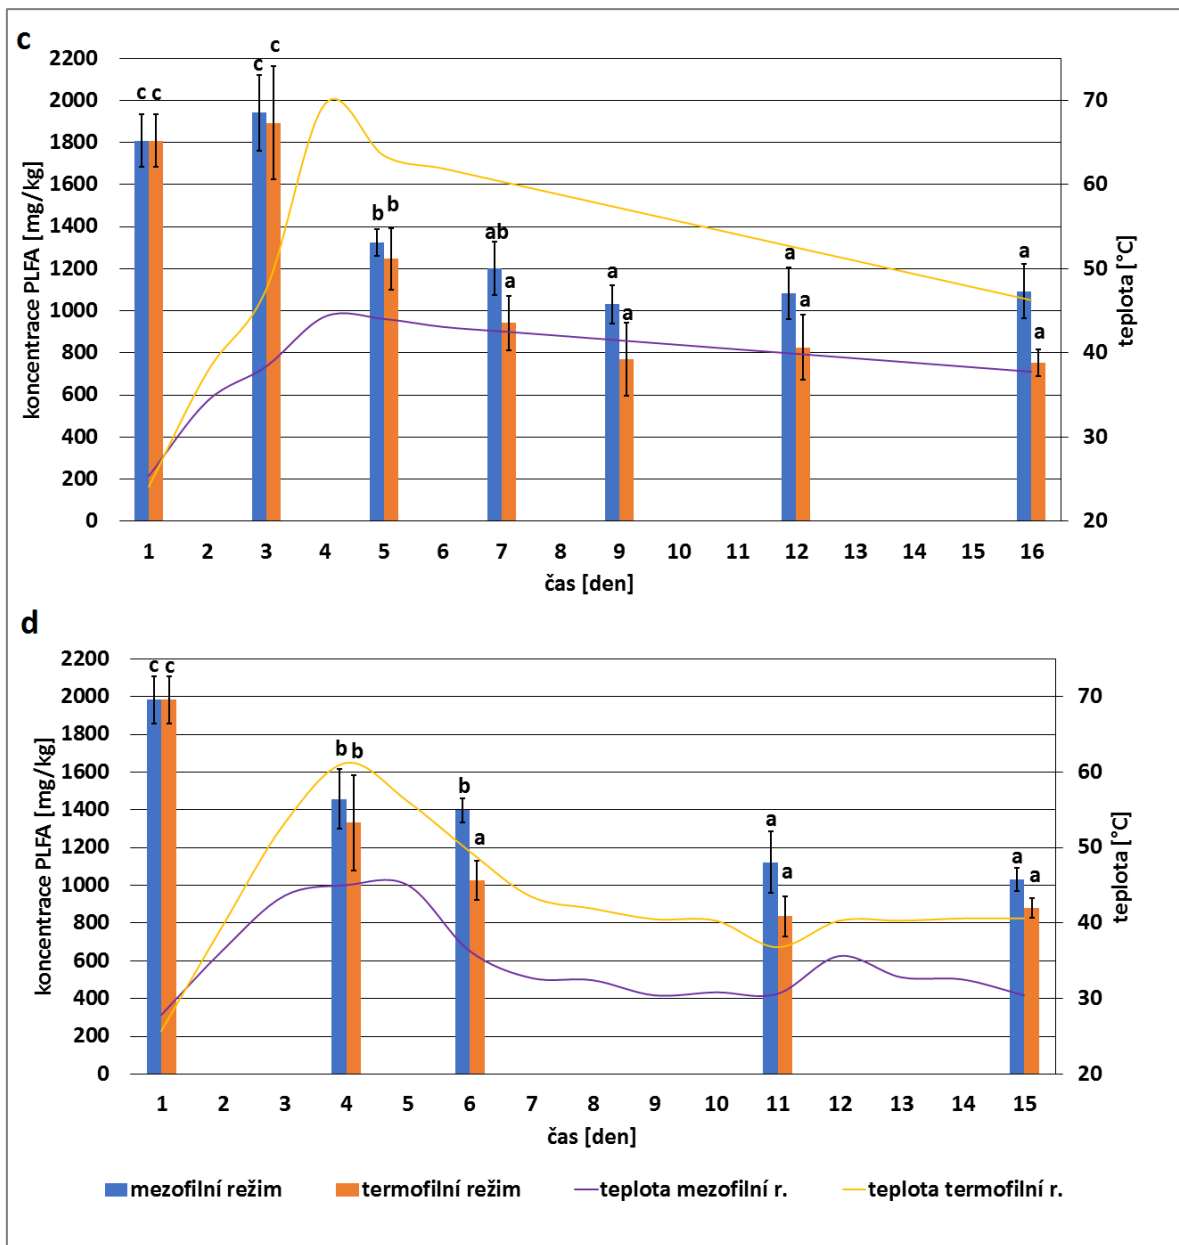 c
koncentrace PLFA [mg/kg]
2200
2000
1800
1600
1400
1200
1000
800
600
400
200
0
c c
c c
b b
ab a
a a
a a
a a
70
60
50
40
30
20
teplota [°C]
1 2 3 4 5 6 7 8 9 10 11 12 13 14 15 16
čas [den]
d
koncentrace PLFA [mg/kg]
2200
2000
1800
1600
1400
1200
1000
800
600
400
200
0
c c
b b
b a
a a
a a
70
60
50
40
30
20
teplota [°C]
1 2 3 4 5 6 7 8 9 10 11 12 13 14 15
čas [den]
mezofilní režim termofilní režim teplota mezofilní r. teplota termofilní r.